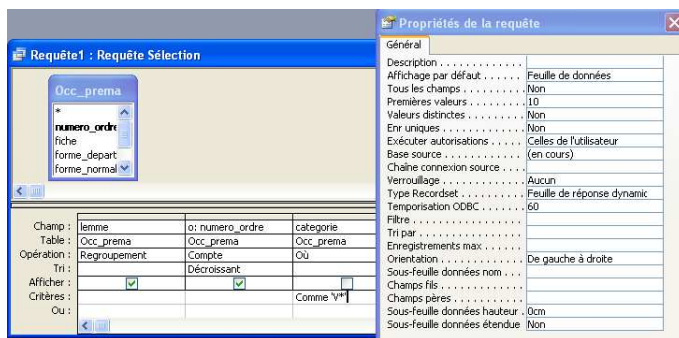 Requête1 : Requête Sélection
Occ_prema
*
numero_ordre
fiche
forme_depart
forme_normal
Champ : lemme o: numero_ordre categorie
Table : Occ_prema Occ_prema Occ_prema
Opération : Regroupement Compte Où
Tri : Décroissant
Afficher :
Critères : Comme 'V*'
Ou :
Propriétés de la requête
Général
Description . . . . . . . . . . . . .
Affichage par défaut . . . . . . Feuille de données
Tous les champs . . . . . . . . . . Non
Premières valeurs . . . . . . . . . 10
Valeurs distinctes . . . . . . . . . Non
Enr uniques . . . . . . . . . . . . . Non
Exécuter autorisations . . . . . Celles de l'utilisateur
Base source . . . . . . . . . . . . (en cours)
Chaîne connexion source . . . .
Verrouillage . . . . . . . . . . . . . Aucun
Type Recordset . . . . . . . . . . Feuille de réponse dynamic
Temporisation ODBC . . . . . . . 60
Filtre . . . . . . . . . . . . . . . . .
Tri par . . . . . . . . . . . . . . . .
Enregistrements max . . . . . .
Orientation . . . . . . . . . . . . . De gauche à droite
Sous-feuille données nom . . .
Champs fils . . . . . . . . . . . . .
Champs pères . . . . . . . . . . .
Sous-feuille données hauteur . 0cm
Sous-feuille données étendue Non